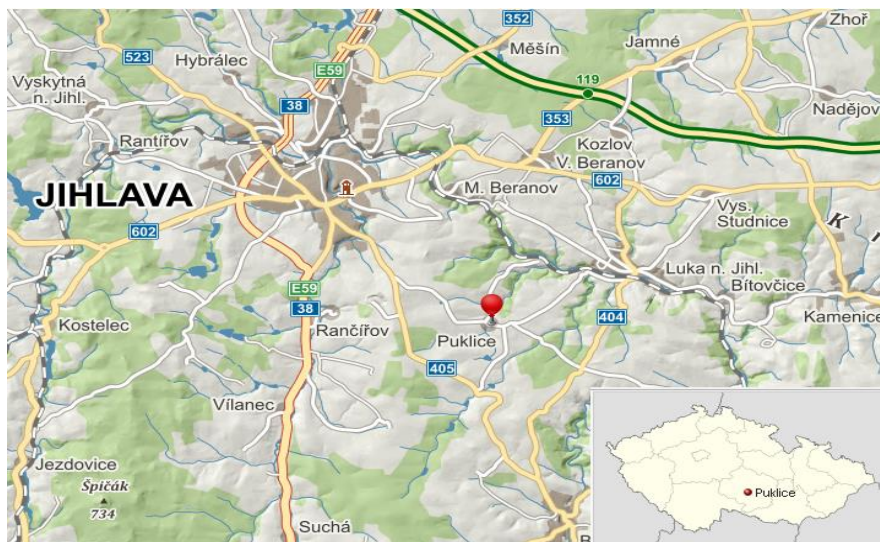 352
Zhoř
Měšín
Jamné
523
Hybrálec
E59
Vyskytná
n. Jihl.
119
38
353
Nadějov
Rantířov
Kozlov
V. Beranov
602
M. Beranov
JIHLAVA
Vys.
Studnice
602
Luka n. Jihl.
Bítovčice
E59
38
Kostelec
Rančířov
Puklice
404
Kamenice
405
Vílanec
Jezdovice
Špičák
734
Puklice
Suchá